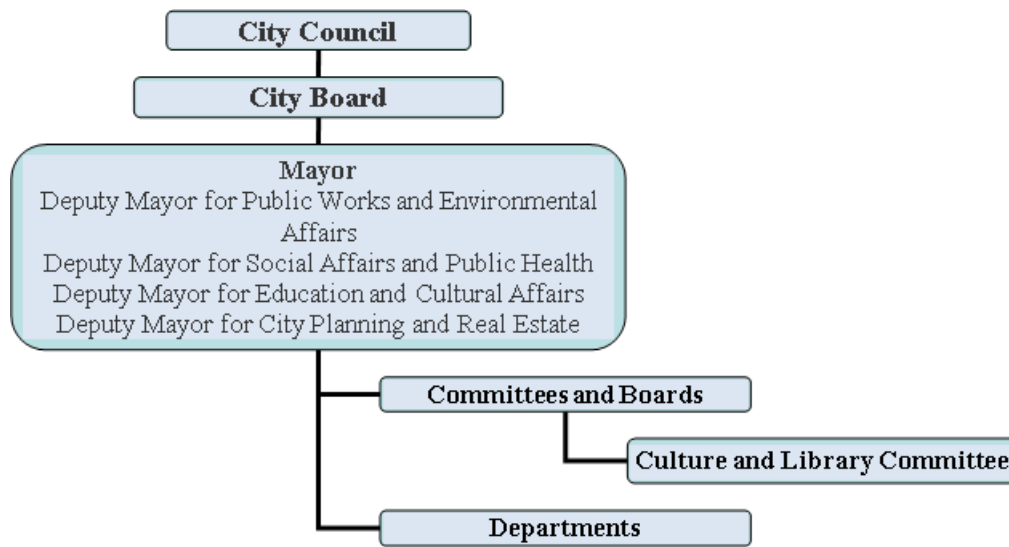 City Council
City Board
Mayor
Deputy Mayor for Public Works and Environmental
Affairs
Deputy Mayor for Social Affairs and Public Health
Deputy Mayor for Education and Cultural Affairs
Deputy Mayor for City Planning and Real Estate
Committees and Boards
Culture and Library Committee
Departments